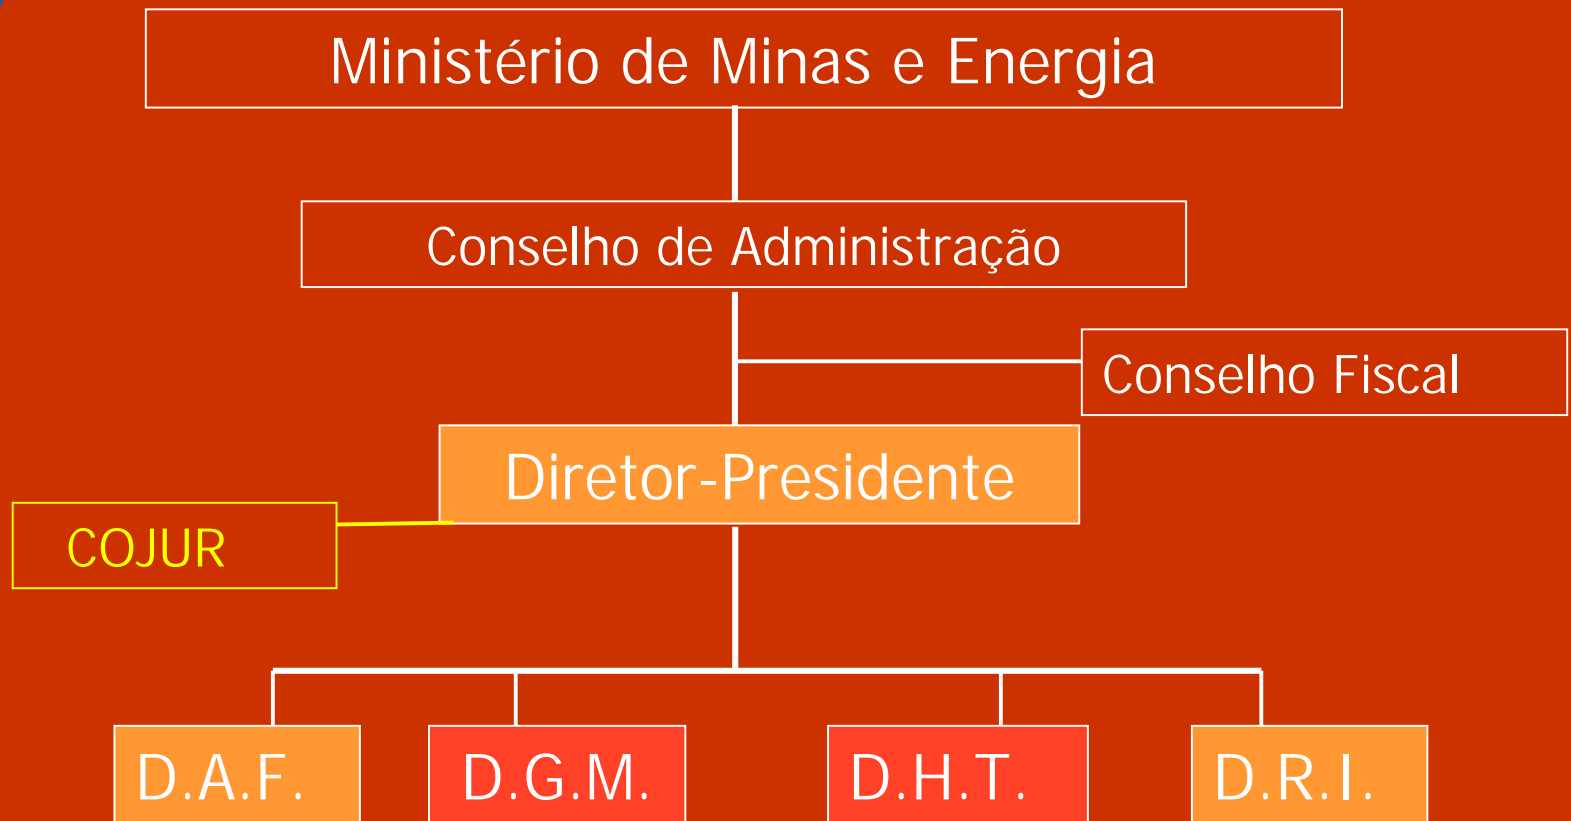 Ministério de Minas e Energia
Conselho de Administração
Conselho Fiscal
Diretor-Presidente
COJUR
D.A.F.
D.G.M.
D.H.T.
D.R.I.